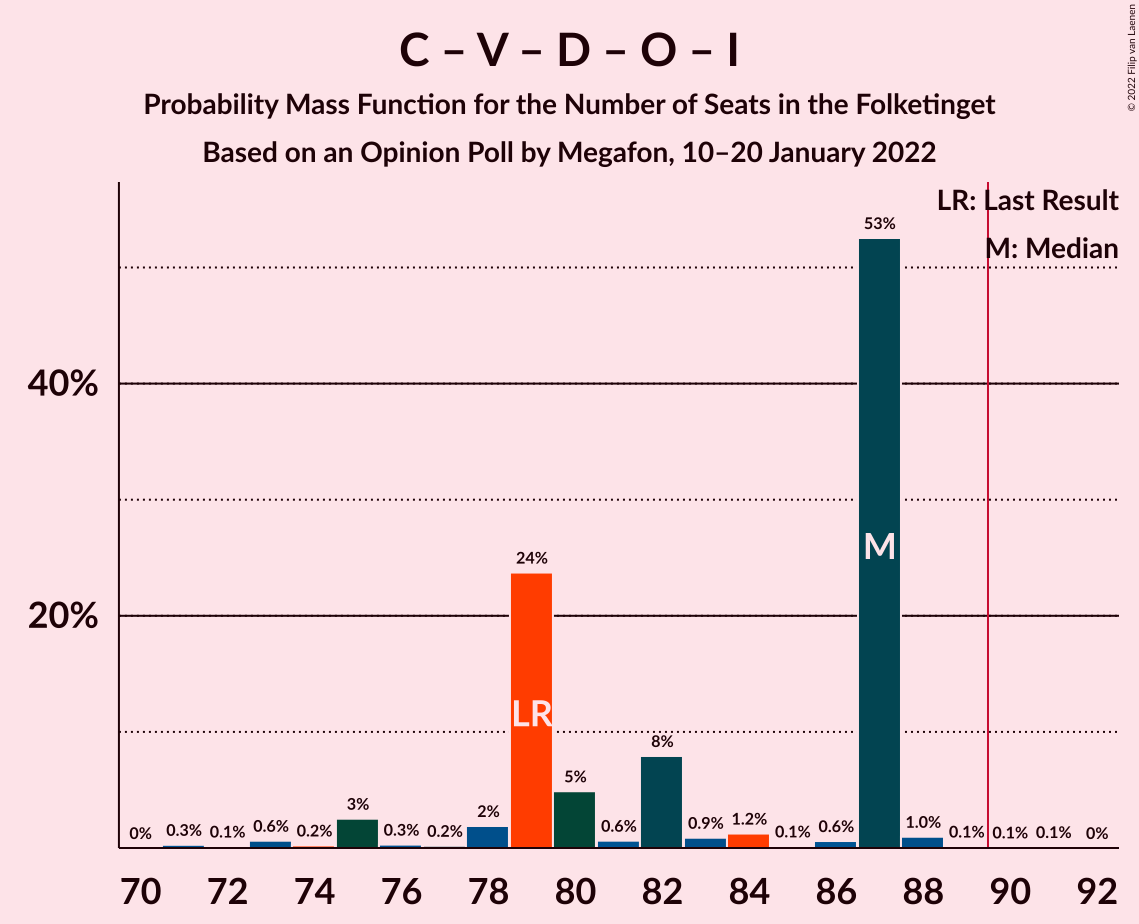 C – V – D – O – I
Probability Mass Function for the Number of Seats in the Folketinget
Based on an Opinion Poll by Megafon, 10–20 January 2022
© 2022 Filip van Laenen
LR: Last Result
M: Median
40%
20%
0%
0.3%
0.1%
0.6%
0.2%
3%
0.3%
0.2%
2%
24%
5%
0.6%
8%
0.9%
1.2%
0.1%
0.6%
53%
1.0%
0.1%
0.1%
0.1%
0%
LR
M
70 72 74 76 78 80 82 84 86 88 90 92